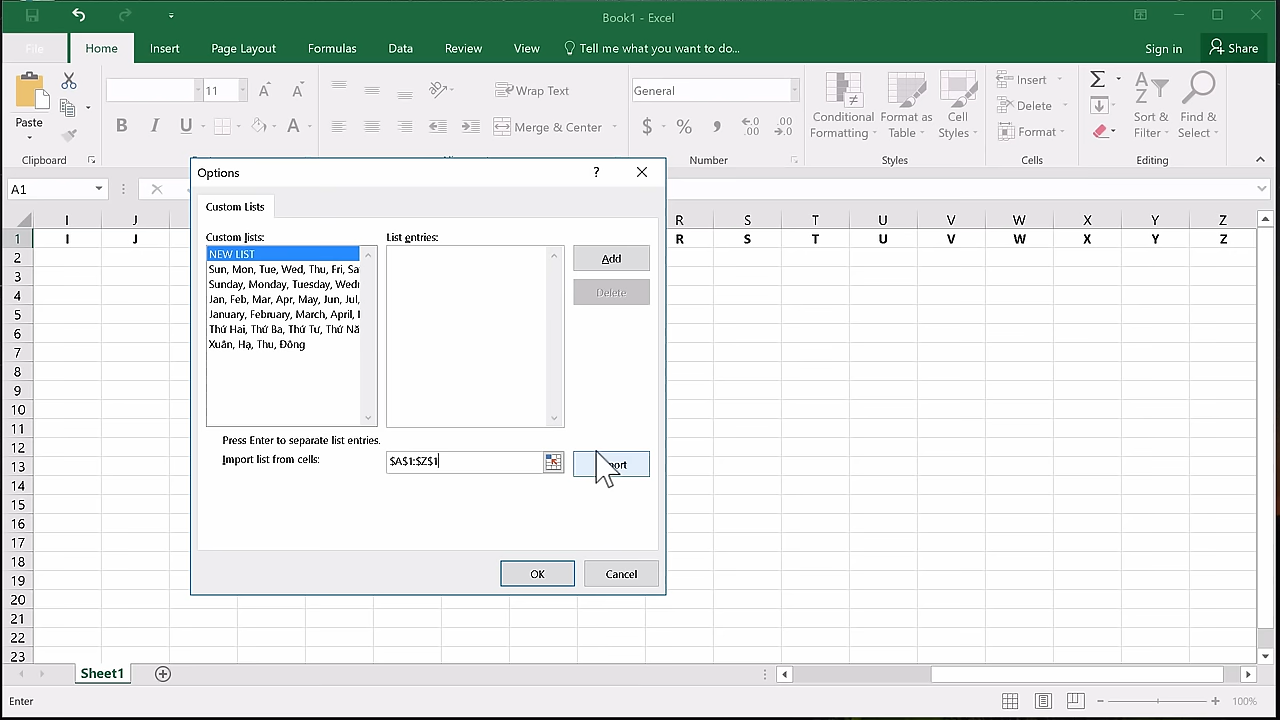 Book1 - Excel
File Home Insert Page Layout Formulas Data Review View Tell me what you want to do... Sign in Share
11 Wrap Text General Insert
Paste Conditional Format as Cell Delete Sort & Find &
B I U A Merge & Center $ % Formatting Table Styles Format Filter Select
Clipboard Number Styles Cells Editing
A1
Options ?
Custom Lists
I J R S T U V W X Y Z
1 I J R S T U V W X Y Z
Custom lists: List entries:
NEW LIST
Sun, Mon, Tue, Wed, Thu, Fri, Sa
Sunday, Monday, Tuesday, Wedn
Jan, Feb, Mar, Apr, May, Jun, Jul,
January, February, March, April,
Thứ Hai, Thứ Ba, Thứ Tư, Thứ Nă
Xuân, Hạ, Thu, Đông
Add
Delete
Press Enter to separate list entries.
Import list from cells: $A$1:$Z$1
OK Cancel
2
3
4
5
6
7
8
9
10
11
12
13
14
15
16
17
18
19
20
21
22
23
Sheet1
Enter 100%